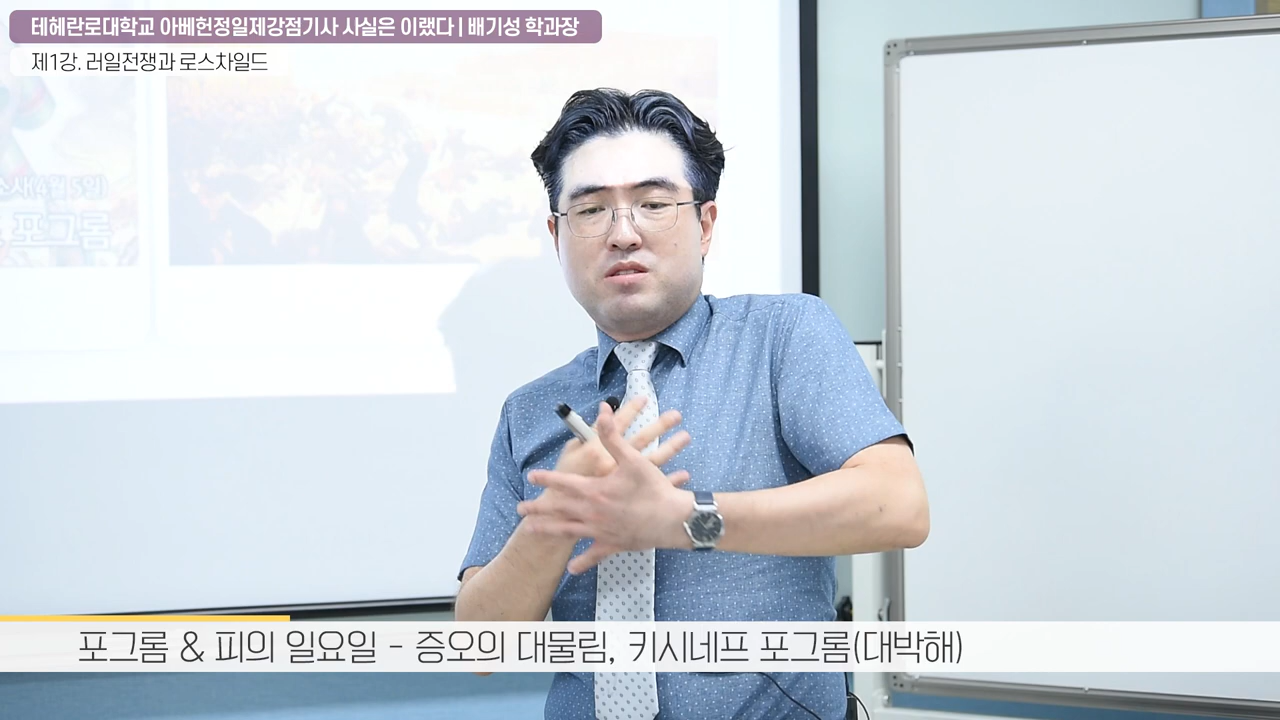 테헤란로대학교 아베헌정일제강점기사 사실은 이랬다 | 배기성 학과장
제1강. 러일전쟁과 로스차일드
포그롬
포그롬 & 피의 일요일 - 증오의 대물림, 키시네프 포그롬(대박해)